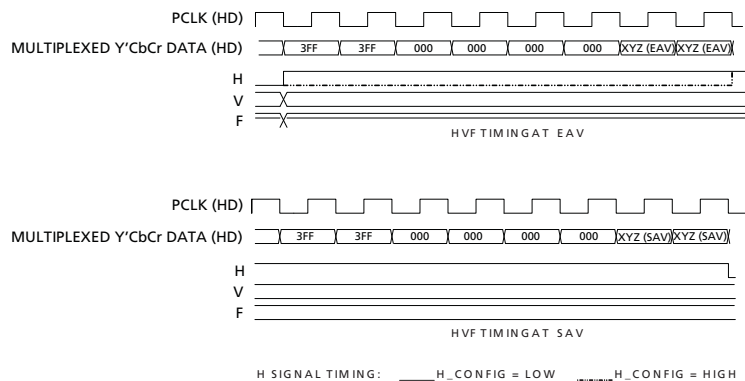 PCLK (HD)
MULTIPLEXED Y'CbCr DATA (HD) 3FF 3FF 000 000 000 000 XYZ (EAV) XYZ (EAV)
H
V
F
HVF TIMING AT EAV
PCLK (HD)
MULTIPLEXED Y'CbCr DATA (HD) 3FF 3FF 000 000 000 000 XYZ (SAV) XYZ (SAV)
H
V
F
HVF TIMING AT SAV
H SIGNAL TIMING: H_CONFIG = LOW H_CONFIG = HIGH